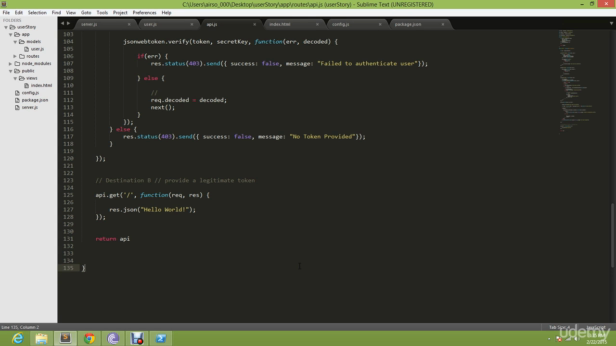 C:\Users\ariso_000\Desktop\userStory\app\routes\api.js (userStory) - Sublime Text (UNREGISTERED)
File Edit Selection Find View Goto Tools Project Preferences Help
FOLDERS
userStory
app
models
user.js
routes
node_modules
public
views
index.html
config.js
package.json
server.js
server.js user.js api.js index.html config.js package.json
103
104 jsonwebtoken.verify(token, secretKey, function(err, decoded) {
105
106 if(err) {
107 res.status(403).send({ success: false, message: "Failed to authenticate user"});
108
109 } else {
110
111 //
112 req.decoded = decoded;
113 next();
114 }
115 });
116 } else {
117 res.status(403).send({ success: false, message: "No Token Provided"});
118 }
119
120 });
121
122
123 // Destination B // provide a legitimate token
124
125 api.get('/', function(req, res) {
126
127 res.json("Hello World!");
128 });
129
130
131 return api
132
133
134
135 }
Line 135, Column 2
Tab Size: 4
JavaScript
udemy
2/22/2015